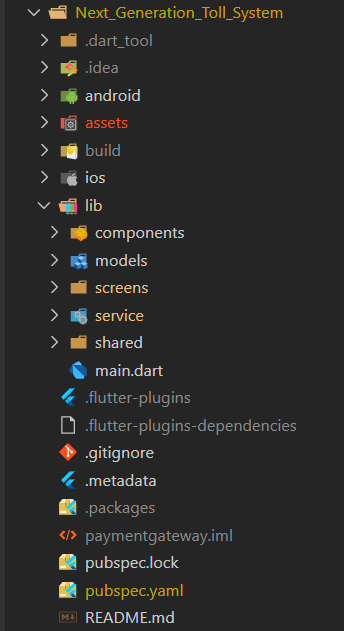 Next_Generation_Toll_System
.dart_tool
.idea
android
assets
build
ios
lib
components
models
screens
service
shared
main.dart
.flutter-plugins
.flutter-plugins-dependencies
.gitignore
.metadata
.packages
paymentgateway.iml
pubspec.lock
pubspec.yaml
README.md